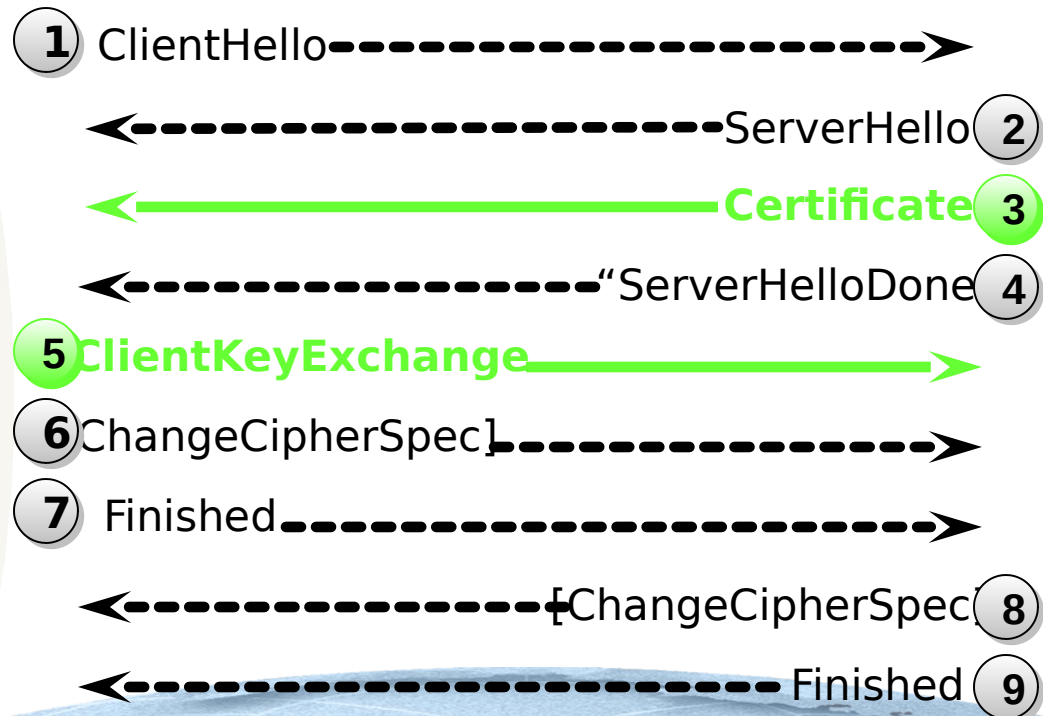 1 ClientHello
ServerHello 2
Certificate 3
“ServerHelloDone 4
5 ClientKeyExchange
6 ChangeCipherSpec]
7 Finished
[ChangeCipherSpec] 8
Finished 9